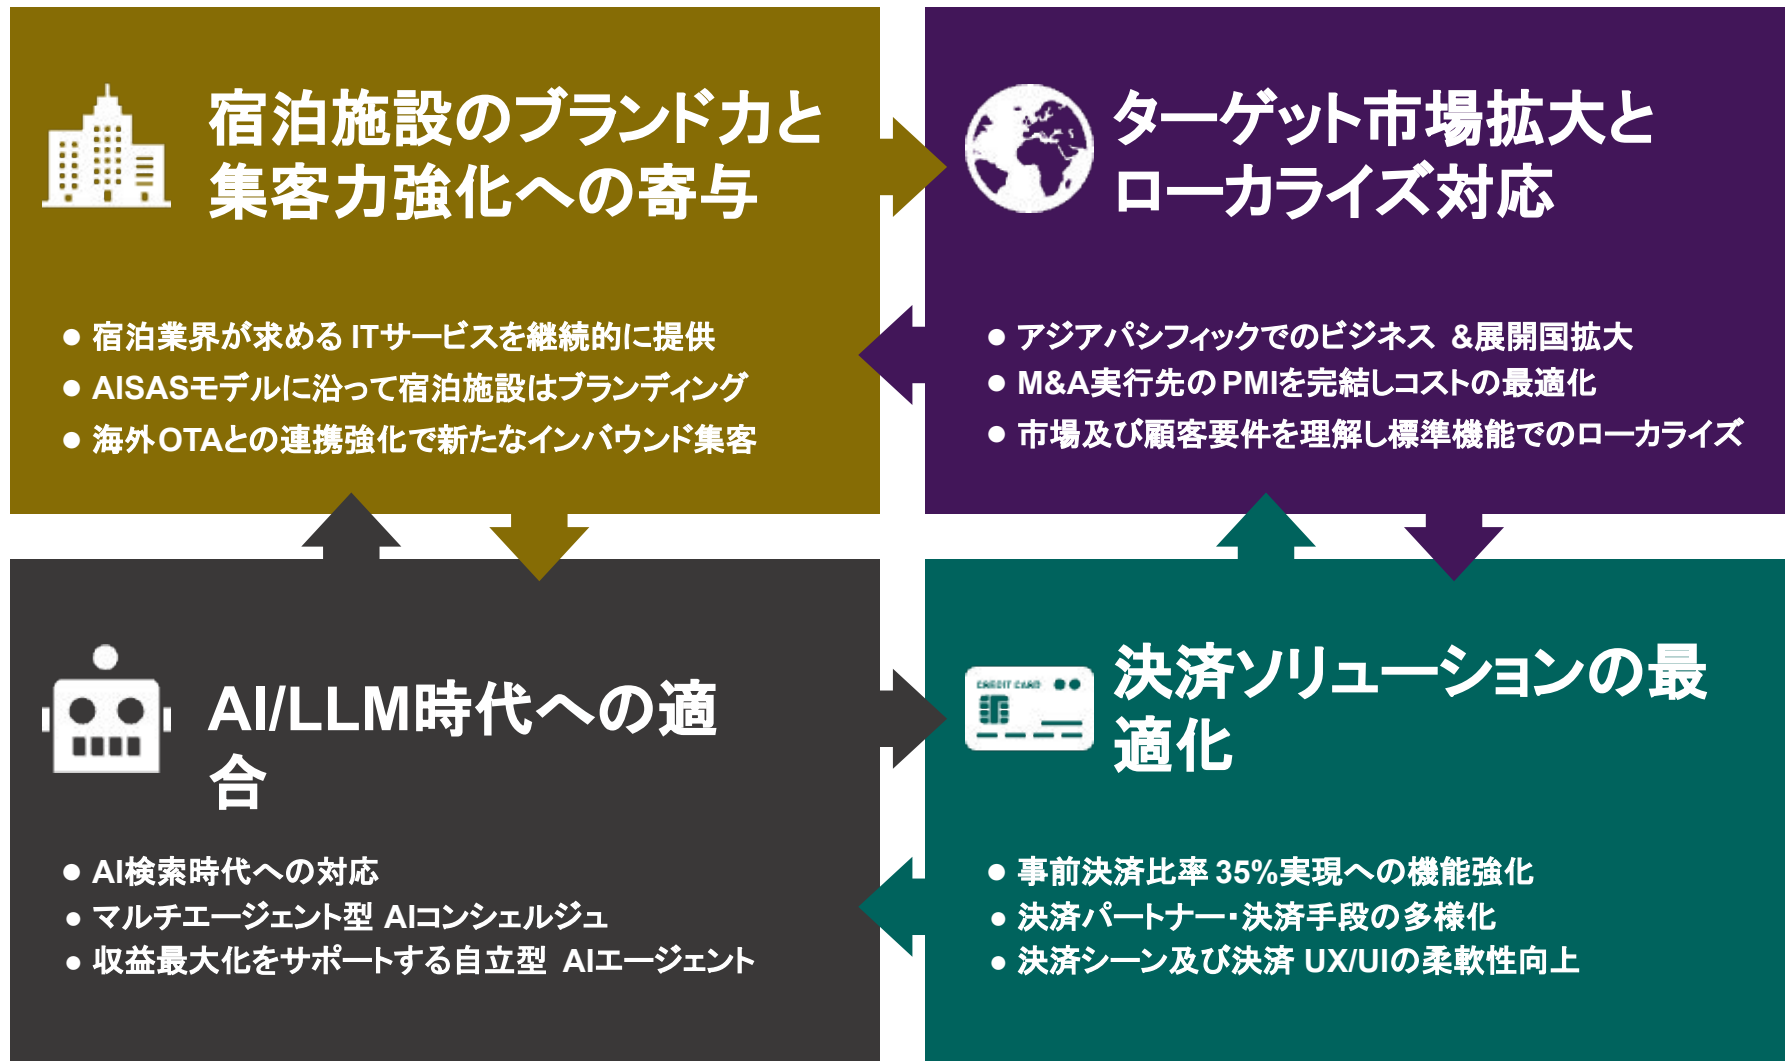 宿泊施設のブランド力と
集客力強化への寄与
● 宿泊業界が求める ITサービスを継続的に提供
● AISASモデルに沿って宿泊施設はブランディング
● 海外OTAとの連携強化で新たなインバウンド集客
ターゲット市場拡大と
ローカライズ対応
● アジアパシフィックでのビジネス &展開国拡大
● M&A実行先の PMIを完結しコストの最適化
● 市場及び顧客要件を理解し標準機能でのローカライズ
AI/LLM時代への適
合
● AI検索時代への対応
● マルチエージェント型 AIコンシェルジュ
● 収益最大化をサポートする自立型 AIエージェント
CREDIT CARD
決済ソリューションの最
適化
● 事前決済比率 35%実現への機能強化
● 決済パートナー・決済手段の多様化
● 決済シーン及び決済 UX/UIの柔軟性向上